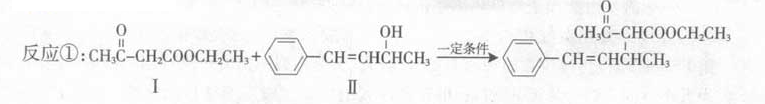 O OH O
反应①:CH₃C-CH₂COOCH₂CH₃+ -CH=CHCHCH₃ 一定条件 CH₃C-CHCOOCH₂CH₃
-CH=CHCHCH₃
Ⅰ Ⅱ